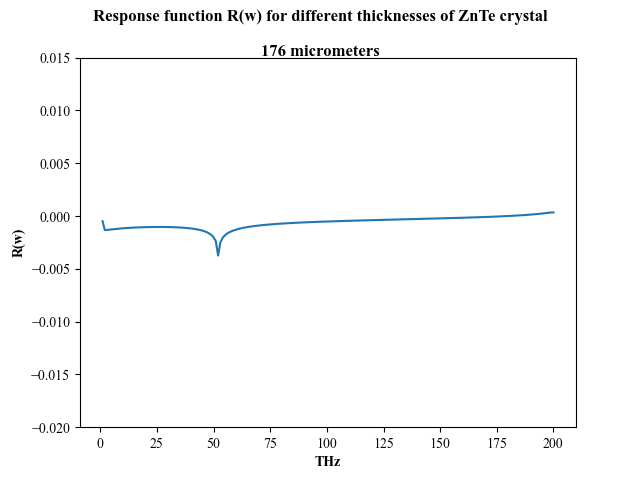 Response function R(w) for different thicknesses of ZnTe crystal
176 micrometers
0.015
0.010
0.005
0.000
−0.005
−0.010
−0.015
−0.020
R(w)
0 25 50 75 100 125 150 175 200
THz